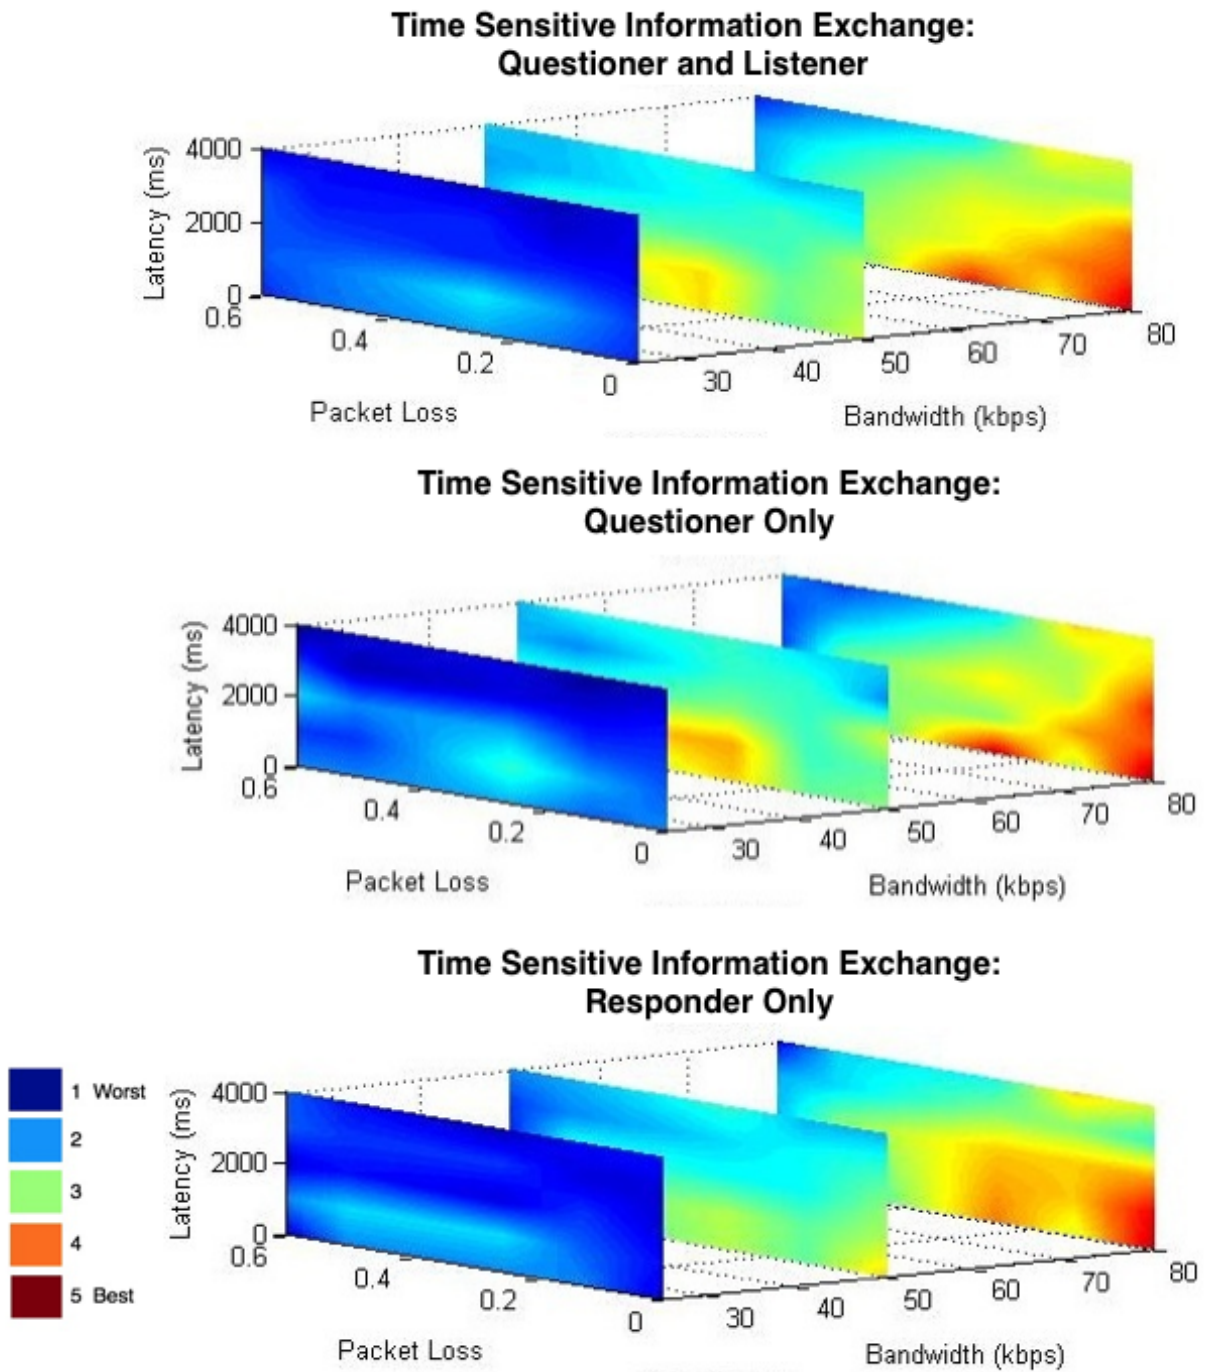 Time Sensitive Information Exchange:
Questioner and Listener
Latency (ms)
4000
2000
0
0.6
0.4
0.2
0
Packet Loss
30
40
50
60
70
80
Bandwidth (kbps)
Time Sensitive Information Exchange:
Questioner Only
Latency (ms)
4000
2000
0
0.6
0.4
0.2
0
Packet Loss
30
40
50
60
70
80
Bandwidth (kbps)
Time Sensitive Information Exchange:
Responder Only
1 Worst
2
3
4
5 Best
Latency (ms)
4000
2000
0
0.6
0.4
0.2
0
Packet Loss
30
40
50
60
70
80
Bandwidth (kbps)